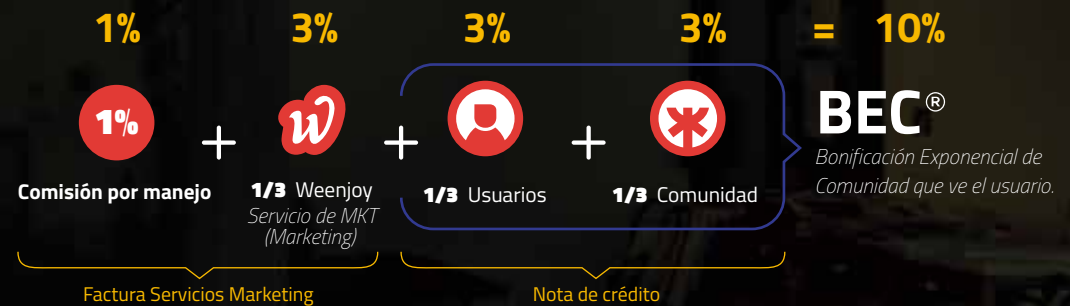 1% 3% 3% 3% = 10%
1% + w + + BEC®
Comisión por manejo
1/3 Weenjoy
Servicio de MKT
(Marketing)
1/3 Usuarios
1/3 Comunidad
Bonificación Exponencial de
Comunidad que ve el usuario.
Factura Servicios Marketing
Nota de crédito